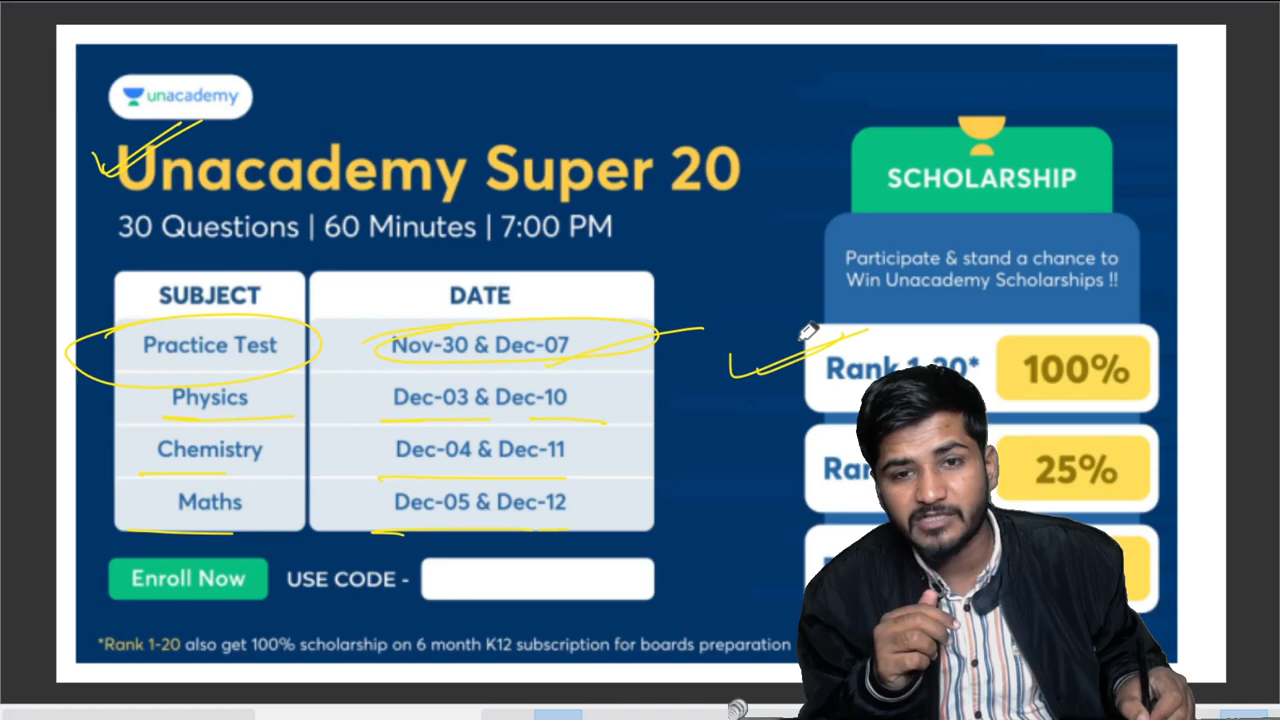 unacademy
Unacademy Super 20
30 Questions | 60 Minutes | 7:00 PM
SUBJECT DATE
Practice Test Nov-30 & Dec-07
Physics Dec-03 & Dec-10
Chemistry Dec-04 & Dec-11
Maths Dec-05 & Dec-12
Enroll Now USE CODE -
*Rank 1-20 also get 100% scholarship on 6 month K12 subscription for boards preparation
SCHOLARSHIP
Participate & stand a chance to
Win Unacademy Scholarships !!
Rank 1-20* 100%
25%